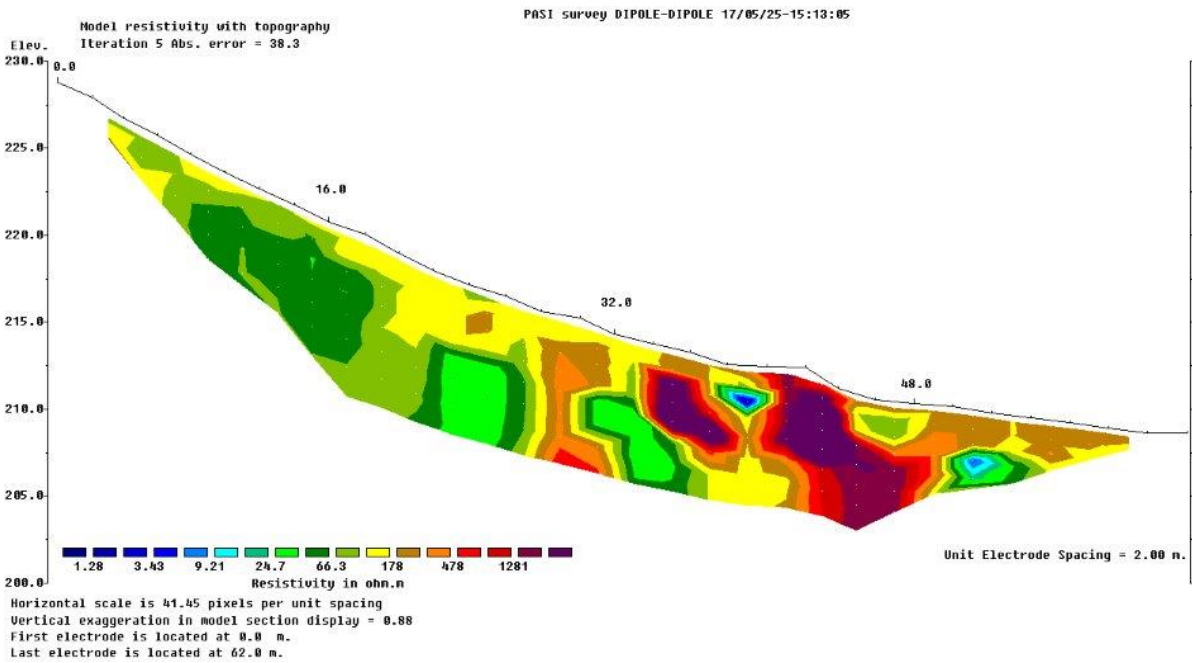 PASI survey DIPOLE-DIPOLE 17/05/25-15:13:05
Model resistivity with topography
Iteration 5 Abs. error = 38.3
Elev.
230.0
0.0
225.0
16.0
220.0
32.0
215.0
48.0
210.0
205.0
1.28 3.43 9.21 24.7 66.3 178 478 1281
Unit Electrode Spacing = 2.00 m.
200.0
Resistivity in ohm.m
Horizontal scale is 41.45 pixels per unit spacing
Vertical exaggeration in model section display = 0.88
First electrode is located at 0.0 m.
Last electrode is located at 62.0 m.